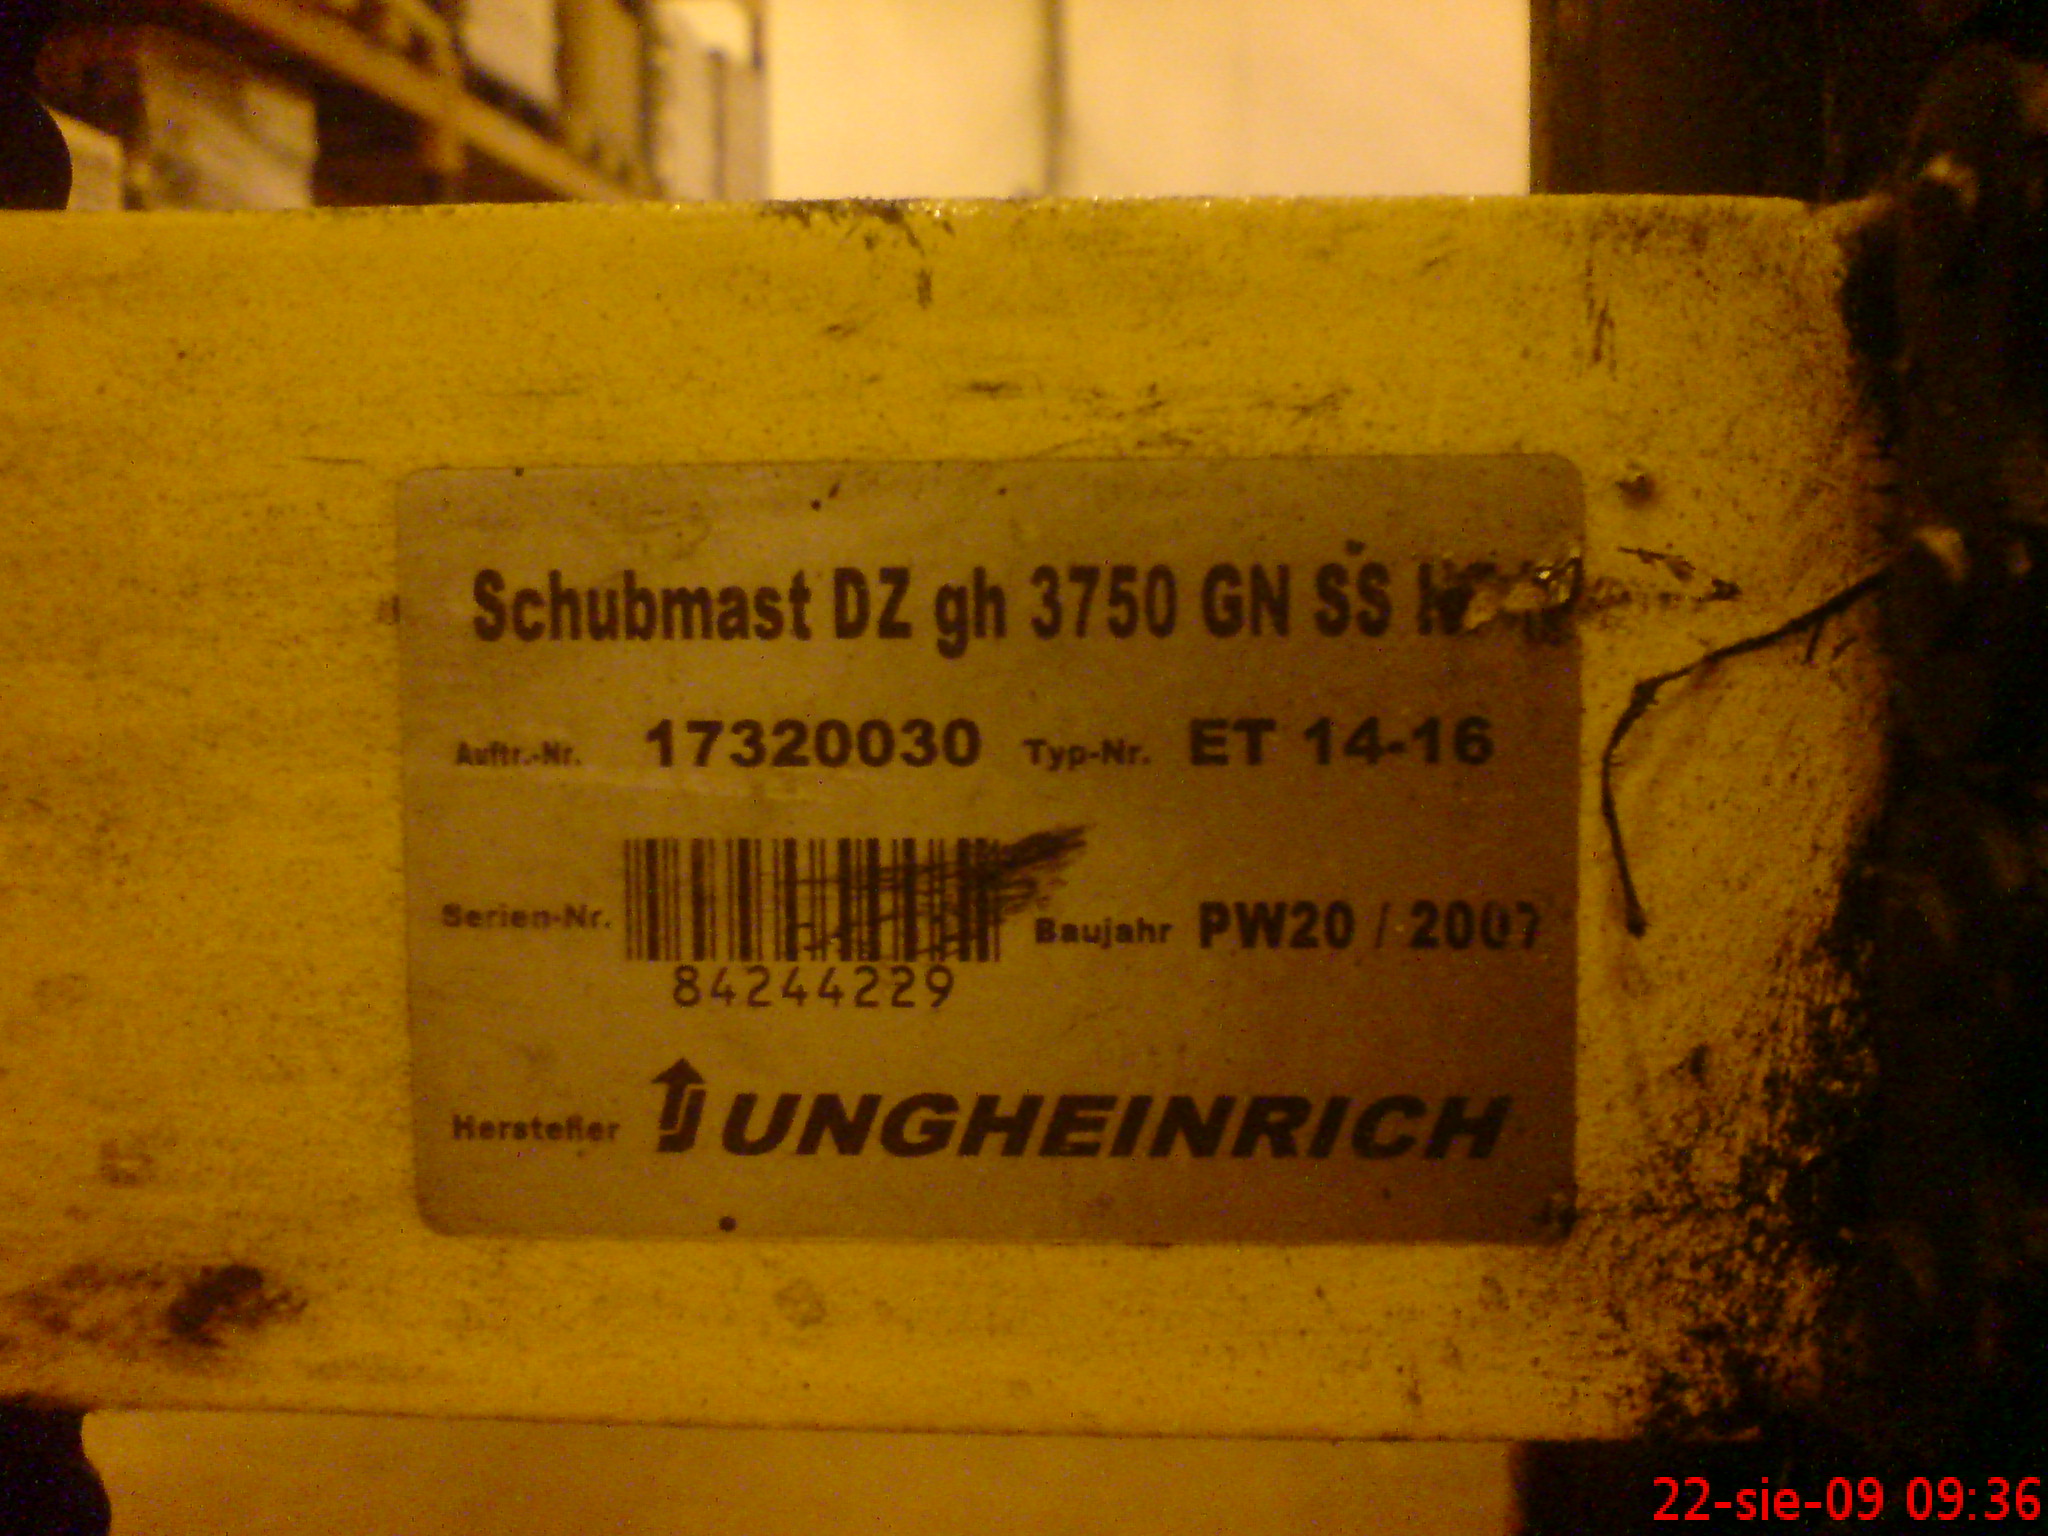 Schubmast DZ gh 3750 GN SS
Auftr.-Nr. 17320030 Typ-Nr. ET 14-16
Serien-Nr. 84244229 Baujahr PW20 / 2007
Hersteller JUNGHEINRICH
22-sie-09 09:36